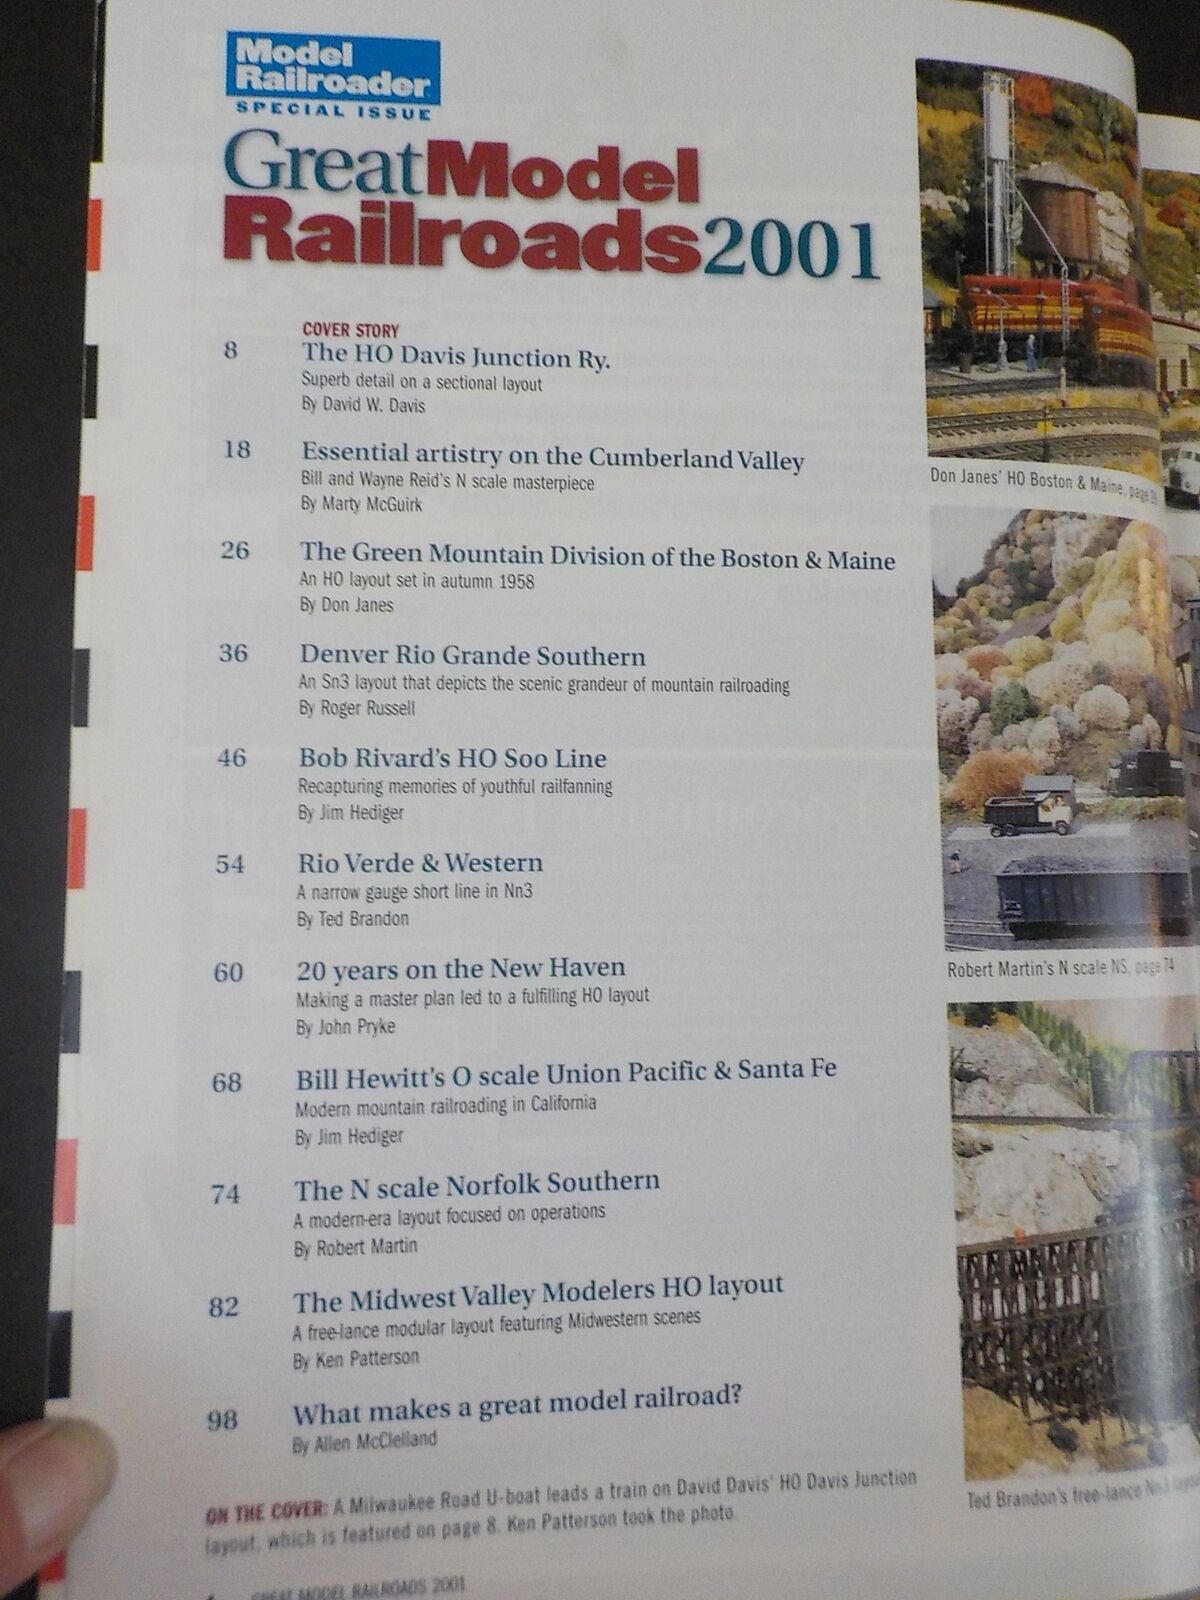 Model
Railroader
SPECIAL ISSUE
Great Model
Railroads 2001
COVER STORY
8 The HO Davis Junction Ry.
Superb detail on a sectional layout
By David W. Davis
18 Essential artistry on the Cumberland Valley
Bill and Wayne Reid's N scale masterpiece
By Marty McGuirk
26 The Green Mountain Division of the Boston & Maine
An HO layout set in autumn 1958
By Don Janes
36 Denver Rio Grande Southern
An Sn3 layout that depicts the scenic grandeur of mountain railroading
By Roger Russell
46 Bob Rivard's HO Soo Line
Recapturing memories of youthful railfanning
By Jim Hediger
54 Rio Verde & Western
A narrow gauge short line in Nn3
By Ted Brandon
60 20 years on the New Haven
Making a master plan led to a fulfilling HO layout
By John Pryke
68 Bill Hewitt's O scale Union Pacific & Santa Fe
Modern mountain railroading in California
By Jim Hediger
74 The N scale Norfolk Southern
A modern-era layout focused on operations
By Robert Martin
82 The Midwest Valley Modelers HO layout
A free-lance modular layout featuring Midwestern scenes
By Ken Patterson
98 What makes a great model railroad?
By Allen McClelland
ON THE COVER: A Milwaukee Road U-boat leads a train on David Davis' HO Davis Junction
layout, which is featured on page 8. Ken Patterson took the photo.
GREAT MODEL RAILROADS 2001
Don Janes' HO Boston & Maine, page 26
Robert Martin's N scale NS, page 74
Ted Brandon's free-lance Nn3